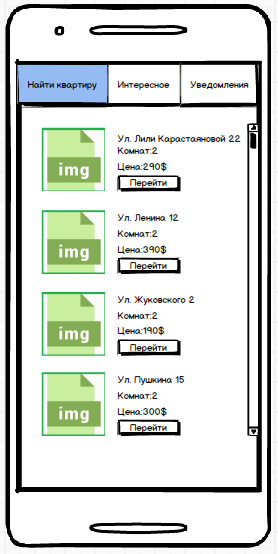 Найти квартиру Интересное Уведомления
Ул. Лили Карастаяновой 22
Комнат:2
Цена:290$
Перейти
img
Ул. Ленина 12
Комнат:2
Цена:390$
Перейти
img
Ул. Жуковского 2
Комнат:2
Цена:190$
Перейти
img
Ул. Пушкина 15
Комнат:2
Цена:300$
Перейти
img